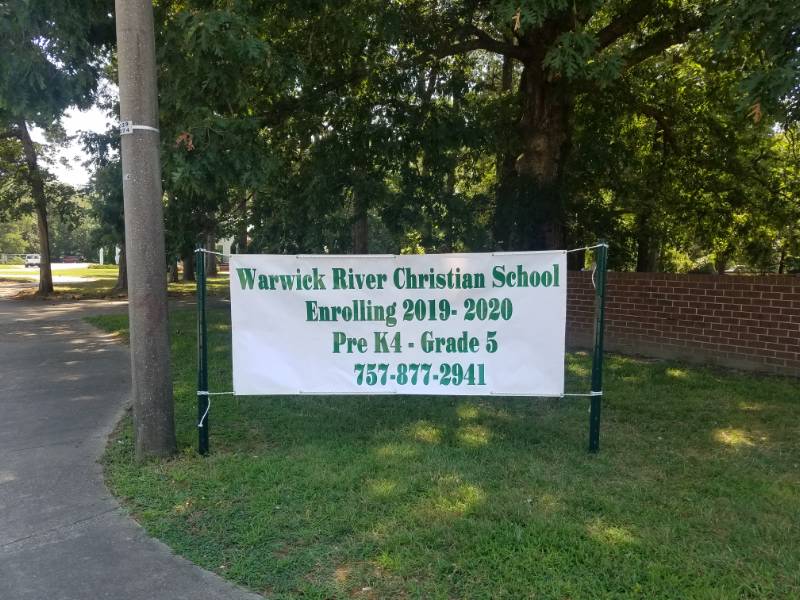 Warwick River Christian School
Enrolling 2019- 2020
Pre K4 - Grade 5
757-877-2941